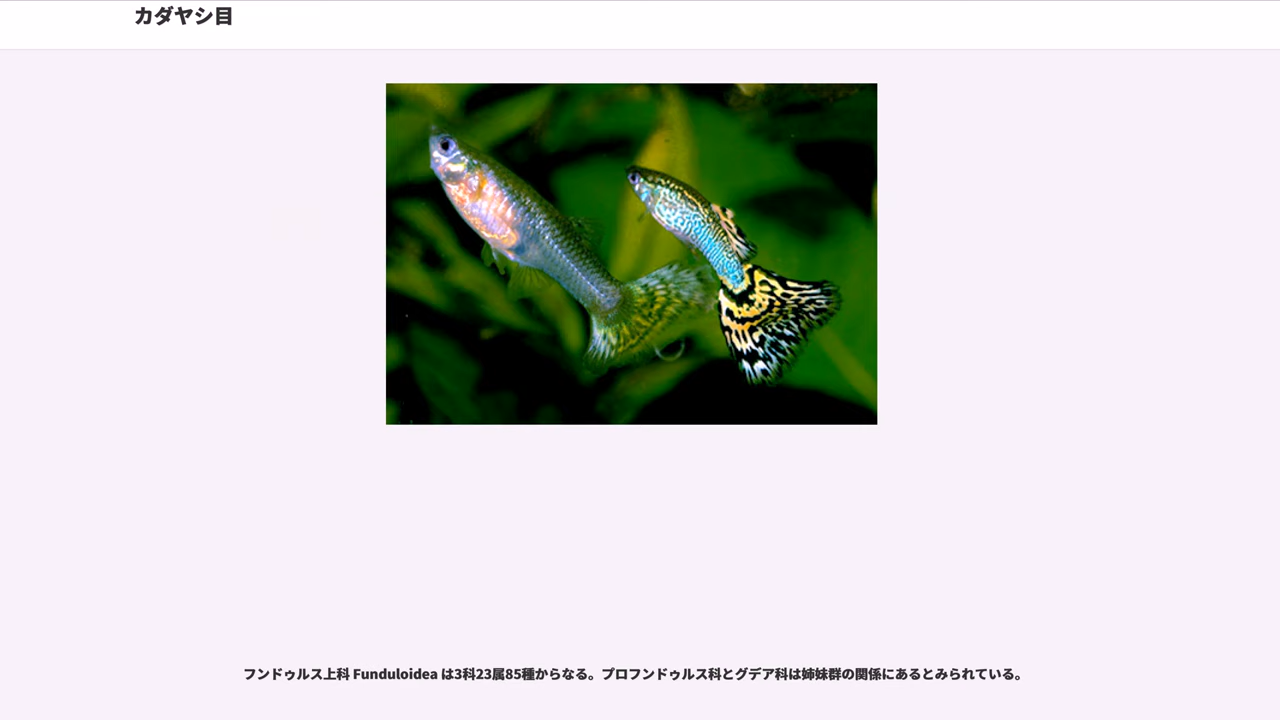 カダヤシ目
フンドゥルス上科 Funduloidea は3科23属85種からなる。プロフンドゥルス科とグデア科は姉妹群の関係にあるとみられている。